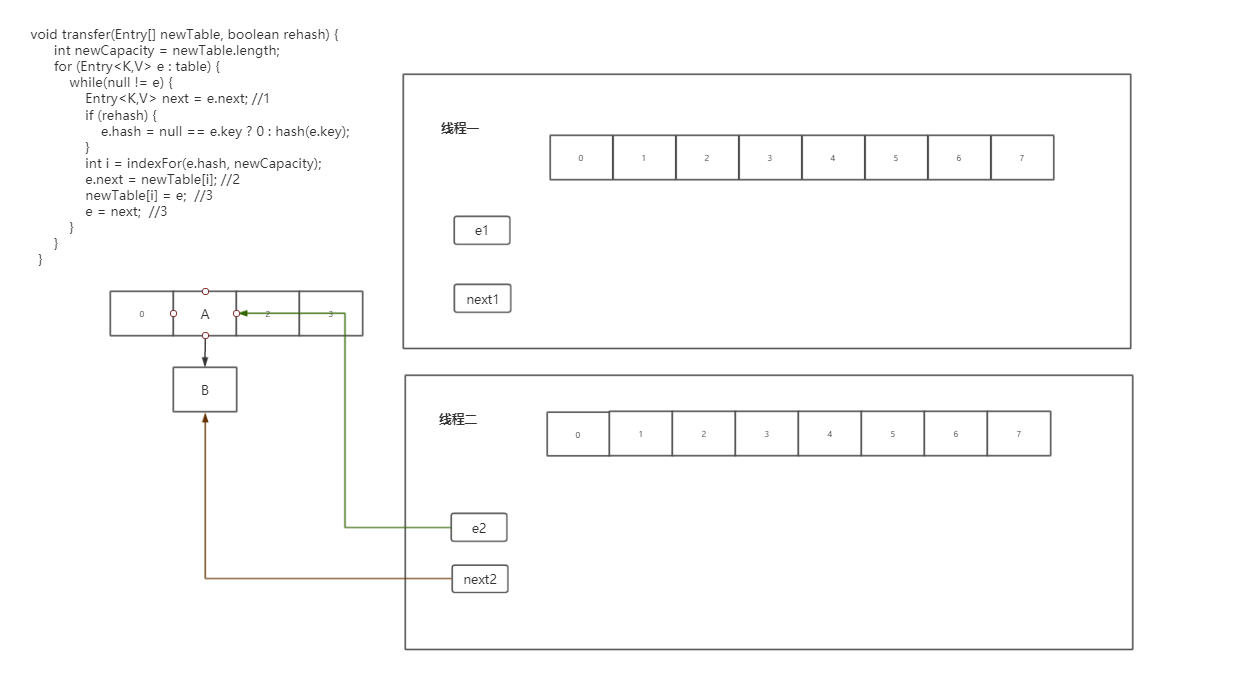 void transfer(Entry[] newTable, boolean rehash) {
int newCapacity = newTable.length;
for (Entry<K,V> e : table) {
while(null != e) {
Entry<K,V> next = e.next; //1
if (rehash) {
e.hash = null == e.key ? 0 : hash(e.key);
}
int i = indexFor(e.hash, newCapacity);
e.next = newTable[i]; //2
newTable[i] = e;  //3
e = next;  //3
}
}
}
线程一
0 1 2 3 4 5 6 7
e1
next1
0 A 2 3
B
线程二
0 1 2 3 4 5 6 7
e2
next2